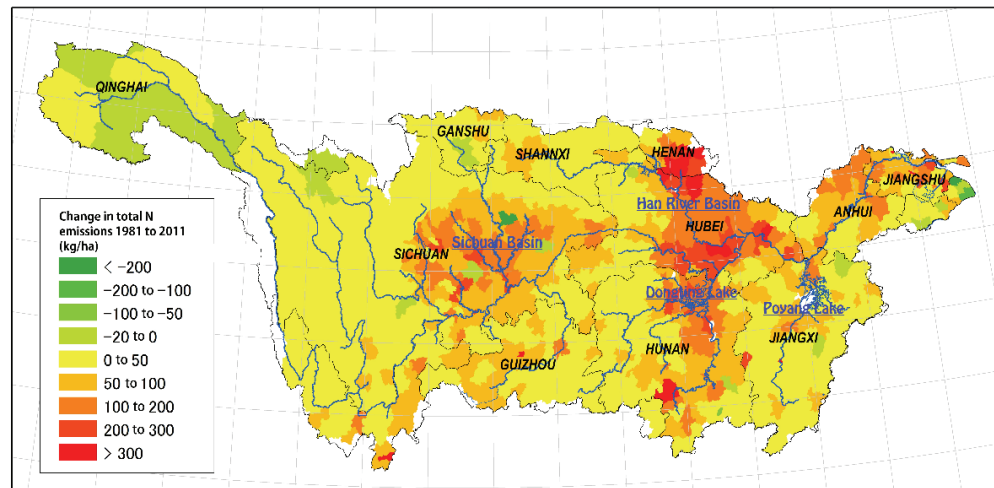 QINGHAI
GANSHU
SHANNXI
HENAN
JIANGSHU
Han River Basin
ANHUI
HUBEI
Sichuan Basin
SICHUAN
Dongting Lake
Poyang Lake
JIANGXI
HUNAN
GUIZHOU
Change in total N
emissions 1981 to 2011
(kg/ha)
< -200
-200 to -100
-100 to -50
-20 to 0
0 to 50
50 to 100
100 to 200
200 to 300
> 300